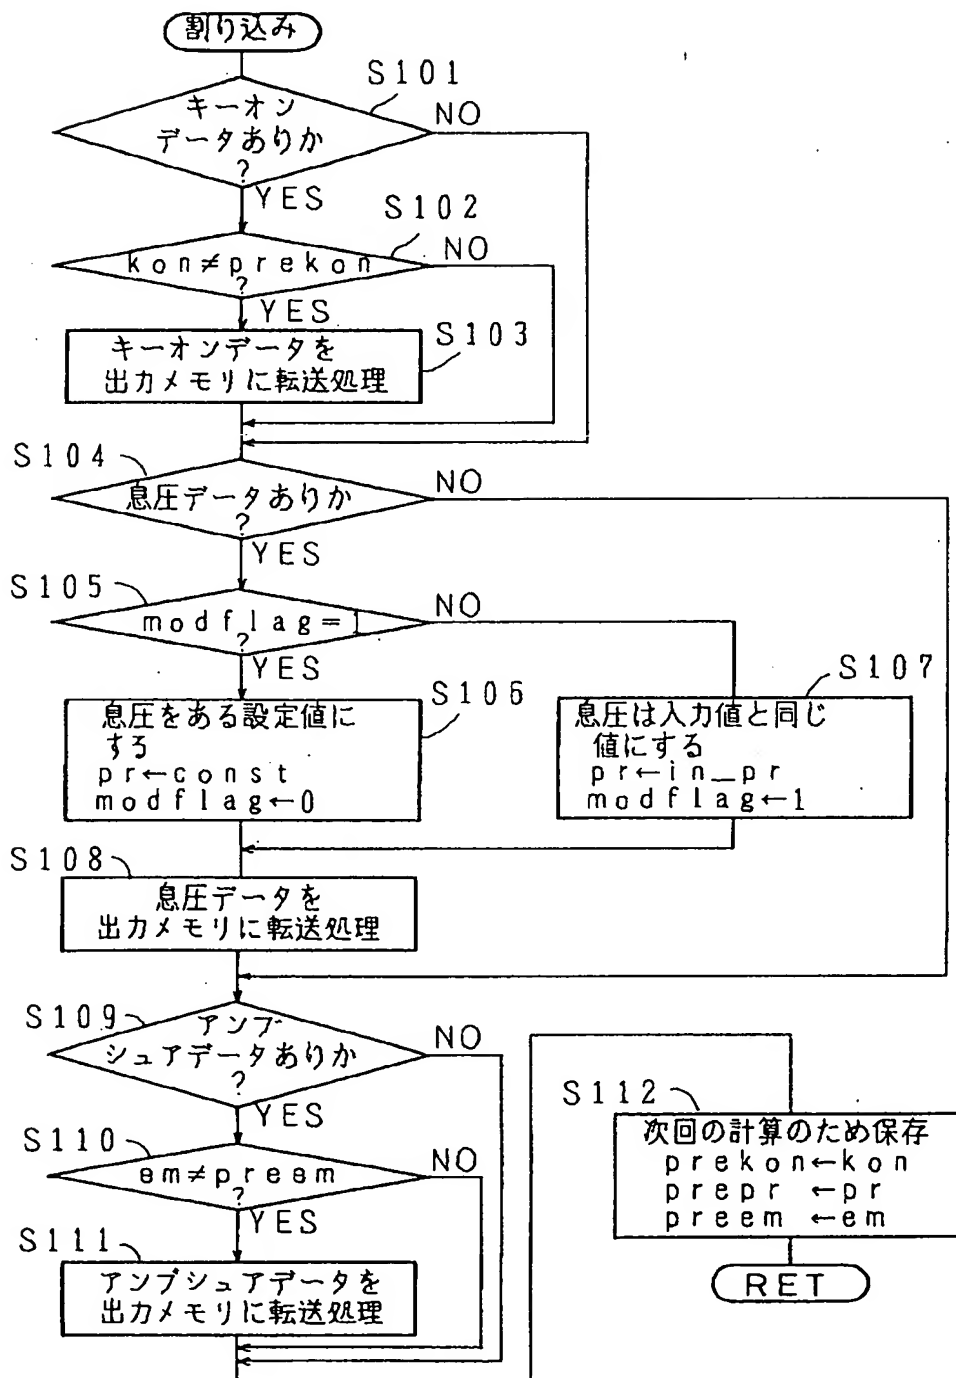 割り込み
S101
キーオン
データありか
?
NO
YES
S102
kon≠prekon
?
NO
YES
S103
キーオンデータを
出力メモリに転送処理
S104
息圧データありか
?
NO
YES
S105
modflag=1
?
NO
YES
S106
息圧をある設定値に
する
pr←const
modflag←0
S107
息圧は入力値と同じ
値にする
pr←in_pr
modflag←1
S108
息圧データを
出力メモリに転送処理
S109
アンブ
シュアデータありか
?
NO
YES
S110
em≠preem
?
NO
YES
S111
アンブシュアデータを
出力メモリに転送処理
S112
次回の計算のため保存
prekon←kon
prepr ←pr
preem ←em
RET